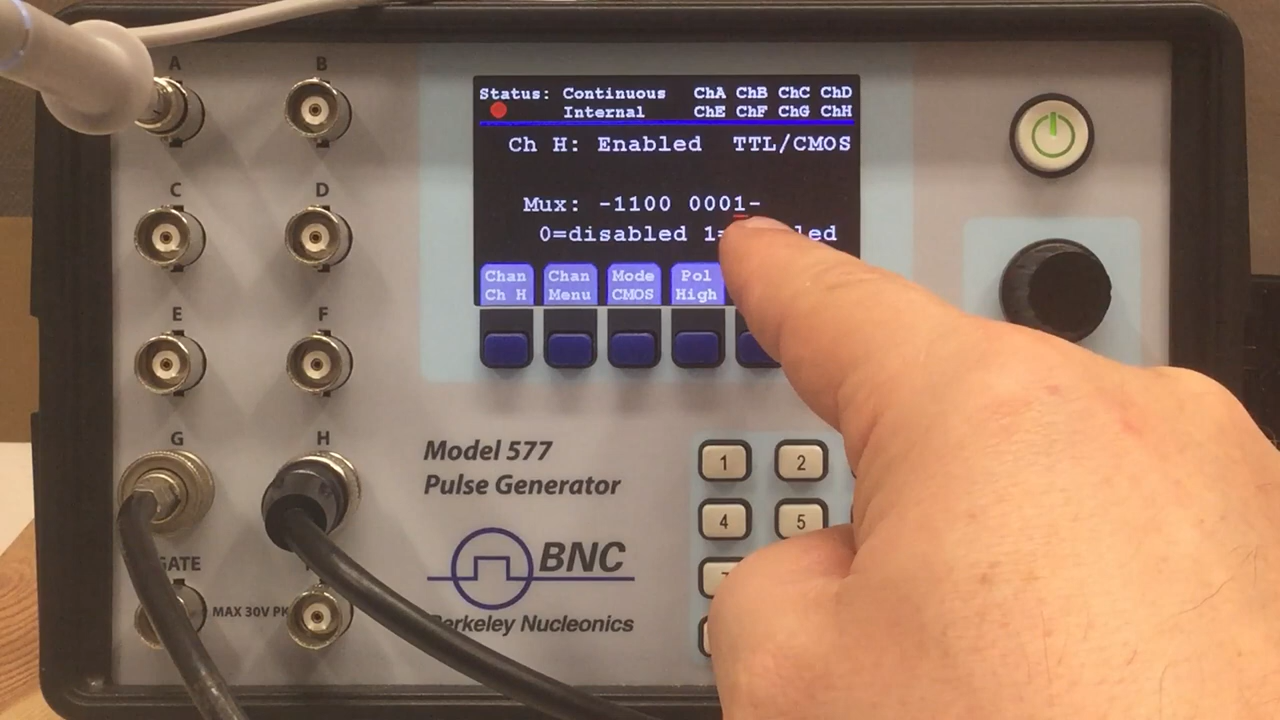 A B
C D
E F
G H
GATE
MAX 30V PK
Status: Continuous ChA ChB ChC ChD
Internal ChE ChF ChG ChH
Ch H: Enabled TTL/CMOS
Mux: -1100 0001-
0=disabled 1=
Chan Chan Mode Pol
Ch H Menu CMOS High
Model 577
Pulse Generator
BNC
Berkeley Nucleonics
1 2
4 5